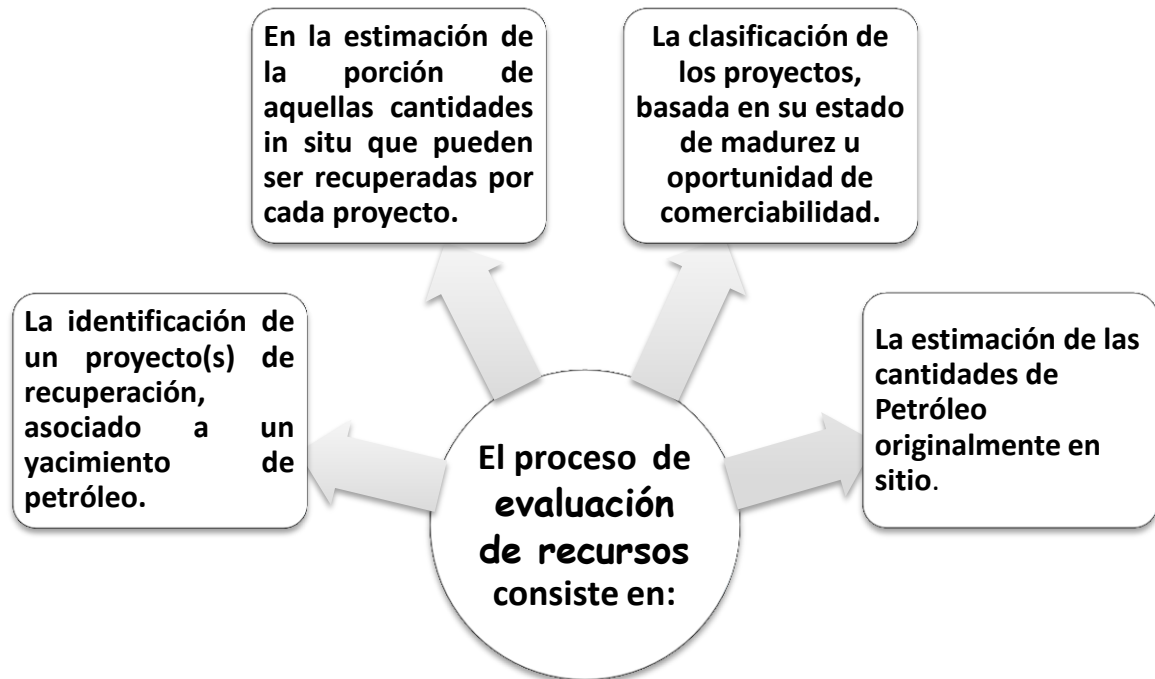 En la estimación de
la porción de
aquellas cantidades
in situ que pueden
ser recuperadas por
cada proyecto.
La clasificación de
los proyectos,
basada en su estado
de madurez u
oportunidad de
comerciabilidad.
La identificación de
un proyecto(s) de
recuperación,
asociado a un
yacimiento de
petróleo.
La estimación de las
cantidades de
Petróleo
originalmente en
sitio.
El proceso de
evaluación
de recursos
consiste en: